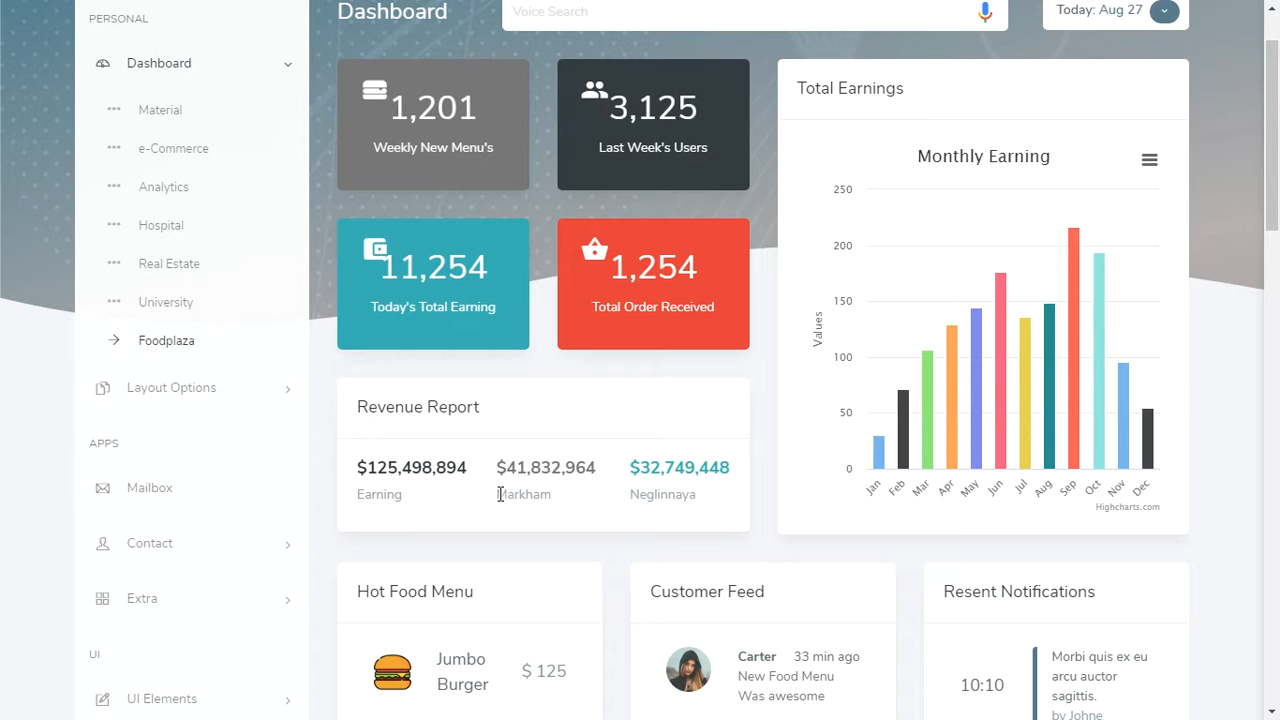 PERSONAL
Dashboard
Material
e-Commerce
Analytics
Hospital
Real Estate
University
Foodplaza
Layout Options
APPS
Mailbox
Contact
Extra
UI
UI Elements
Dashboard
Voice Search
Today: Aug 27
1,201
Weekly New Menu's
3,125
Last Week's Users
11,254
Today's Total Earning
1,254
Total Order Received
Total Earnings
Monthly Earning
250
200
150
100
50
0
Values
Jan
Feb
Mar
Apr
May
Jun
Jul
Aug
Sep
Oct
Nov
Dec
Highcharts.com
Revenue Report
$125,498,894
Earning
$41,832,964
Markham
$32,749,448
Neglinnaya
Hot Food Menu
Jumbo
Burger
$ 125
Customer Feed
Carter 33 min ago
New Food Menu
Was awesome
Resent Notifications
10:10
Morbi quis ex eu
arcu auctor
sagittis.
by Johne